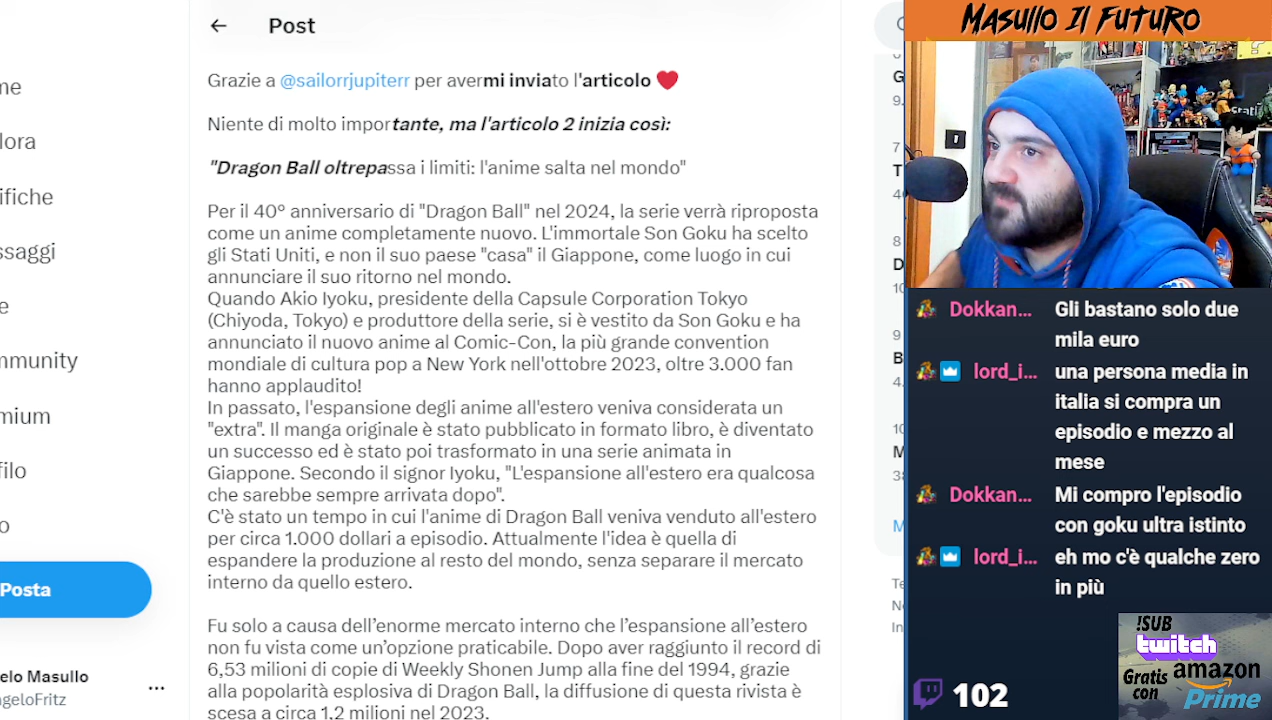 Post
Grazie a @sailorrjupiterr per avermi inviato l'articolo
Niente di molto importante, ma l'articolo 2 inizia così:
"Dragon Ball oltrepassa i limiti: l'anime salta nel mondo"
Per il 40° anniversario di "Dragon Ball" nel 2024, la serie verrà riproposta
come un anime completamente nuovo. L'immortale Son Goku ha scelto
gli Stati Uniti, e non il suo paese "casa" il Giappone, come luogo in cui
annunciare il suo ritorno nel mondo.
Quando Akio Iyoku, presidente della Capsule Corporation Tokyo
(Chiyoda, Tokyo) e produttore della serie, si è vestito da Son Goku e ha
annunciato il nuovo anime al Comic-Con, la più grande convention
mondiale di cultura pop a New York nell'ottobre 2023, oltre 3.000 fan
hanno applaudito!
In passato, l'espansione degli anime all'estero veniva considerata un
"extra". Il manga originale è stato pubblicato in formato libro, è diventato
un successo ed è stato poi trasformato in una serie animata in
Giappone. Secondo il signor Iyoku, "L'espansione all'estero era qualcosa
che sarebbe sempre arrivata dopo".
C'è stato un tempo in cui l'anime di Dragon Ball veniva venduto all'estero
per circa 1.000 dollari a episodio. Attualmente l'idea è quella di
espandere la produzione al resto del mondo, senza separare il mercato
interno da quello estero.
Fu solo a causa dell’enorme mercato interno che l’espansione all’estero
non fu vista come un’opzione praticabile. Dopo aver raggiunto il record di
6,53 milioni di copie di Weekly Shonen Jump alla fine del 1994, grazie
alla popolarità esplosiva di Dragon Ball, la diffusione di questa rivista è
scesa a circa 1,2 milioni nel 2023.
me
lora
ifiche
ssaggi
e
mmunity
mium
filo
o
Posta
elo Masullo
ngeloFritz
...
Masullo Il Futuro
Dokkan... Gli bastano solo due
mila euro
lord_i... una persona media in
italia si compra un
episodio e mezzo al
mese
Dokkan... Mi compro l'episodio
con goku ultra istinto
lord_i... eh mo c'è qualche zero
in più
102
!SUB
twitch
Gratis
con
amazon
Prime